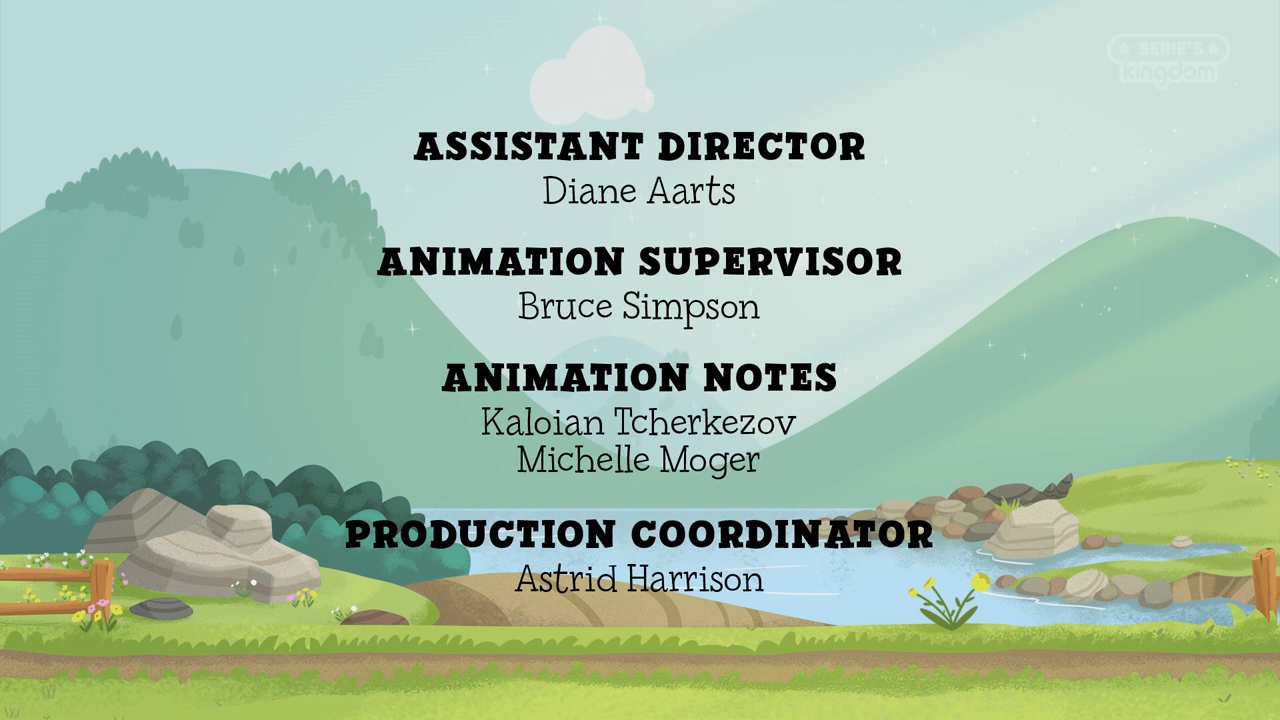 SERIE'S
kingdom
ASSISTANT DIRECTOR
Diane Aarts
ANIMATION SUPERVISOR
Bruce Simpson
ANIMATION NOTES
Kaloian Tcherkezov
Michelle Moger
PRODUCTION COORDINATOR
Astrid Harrison